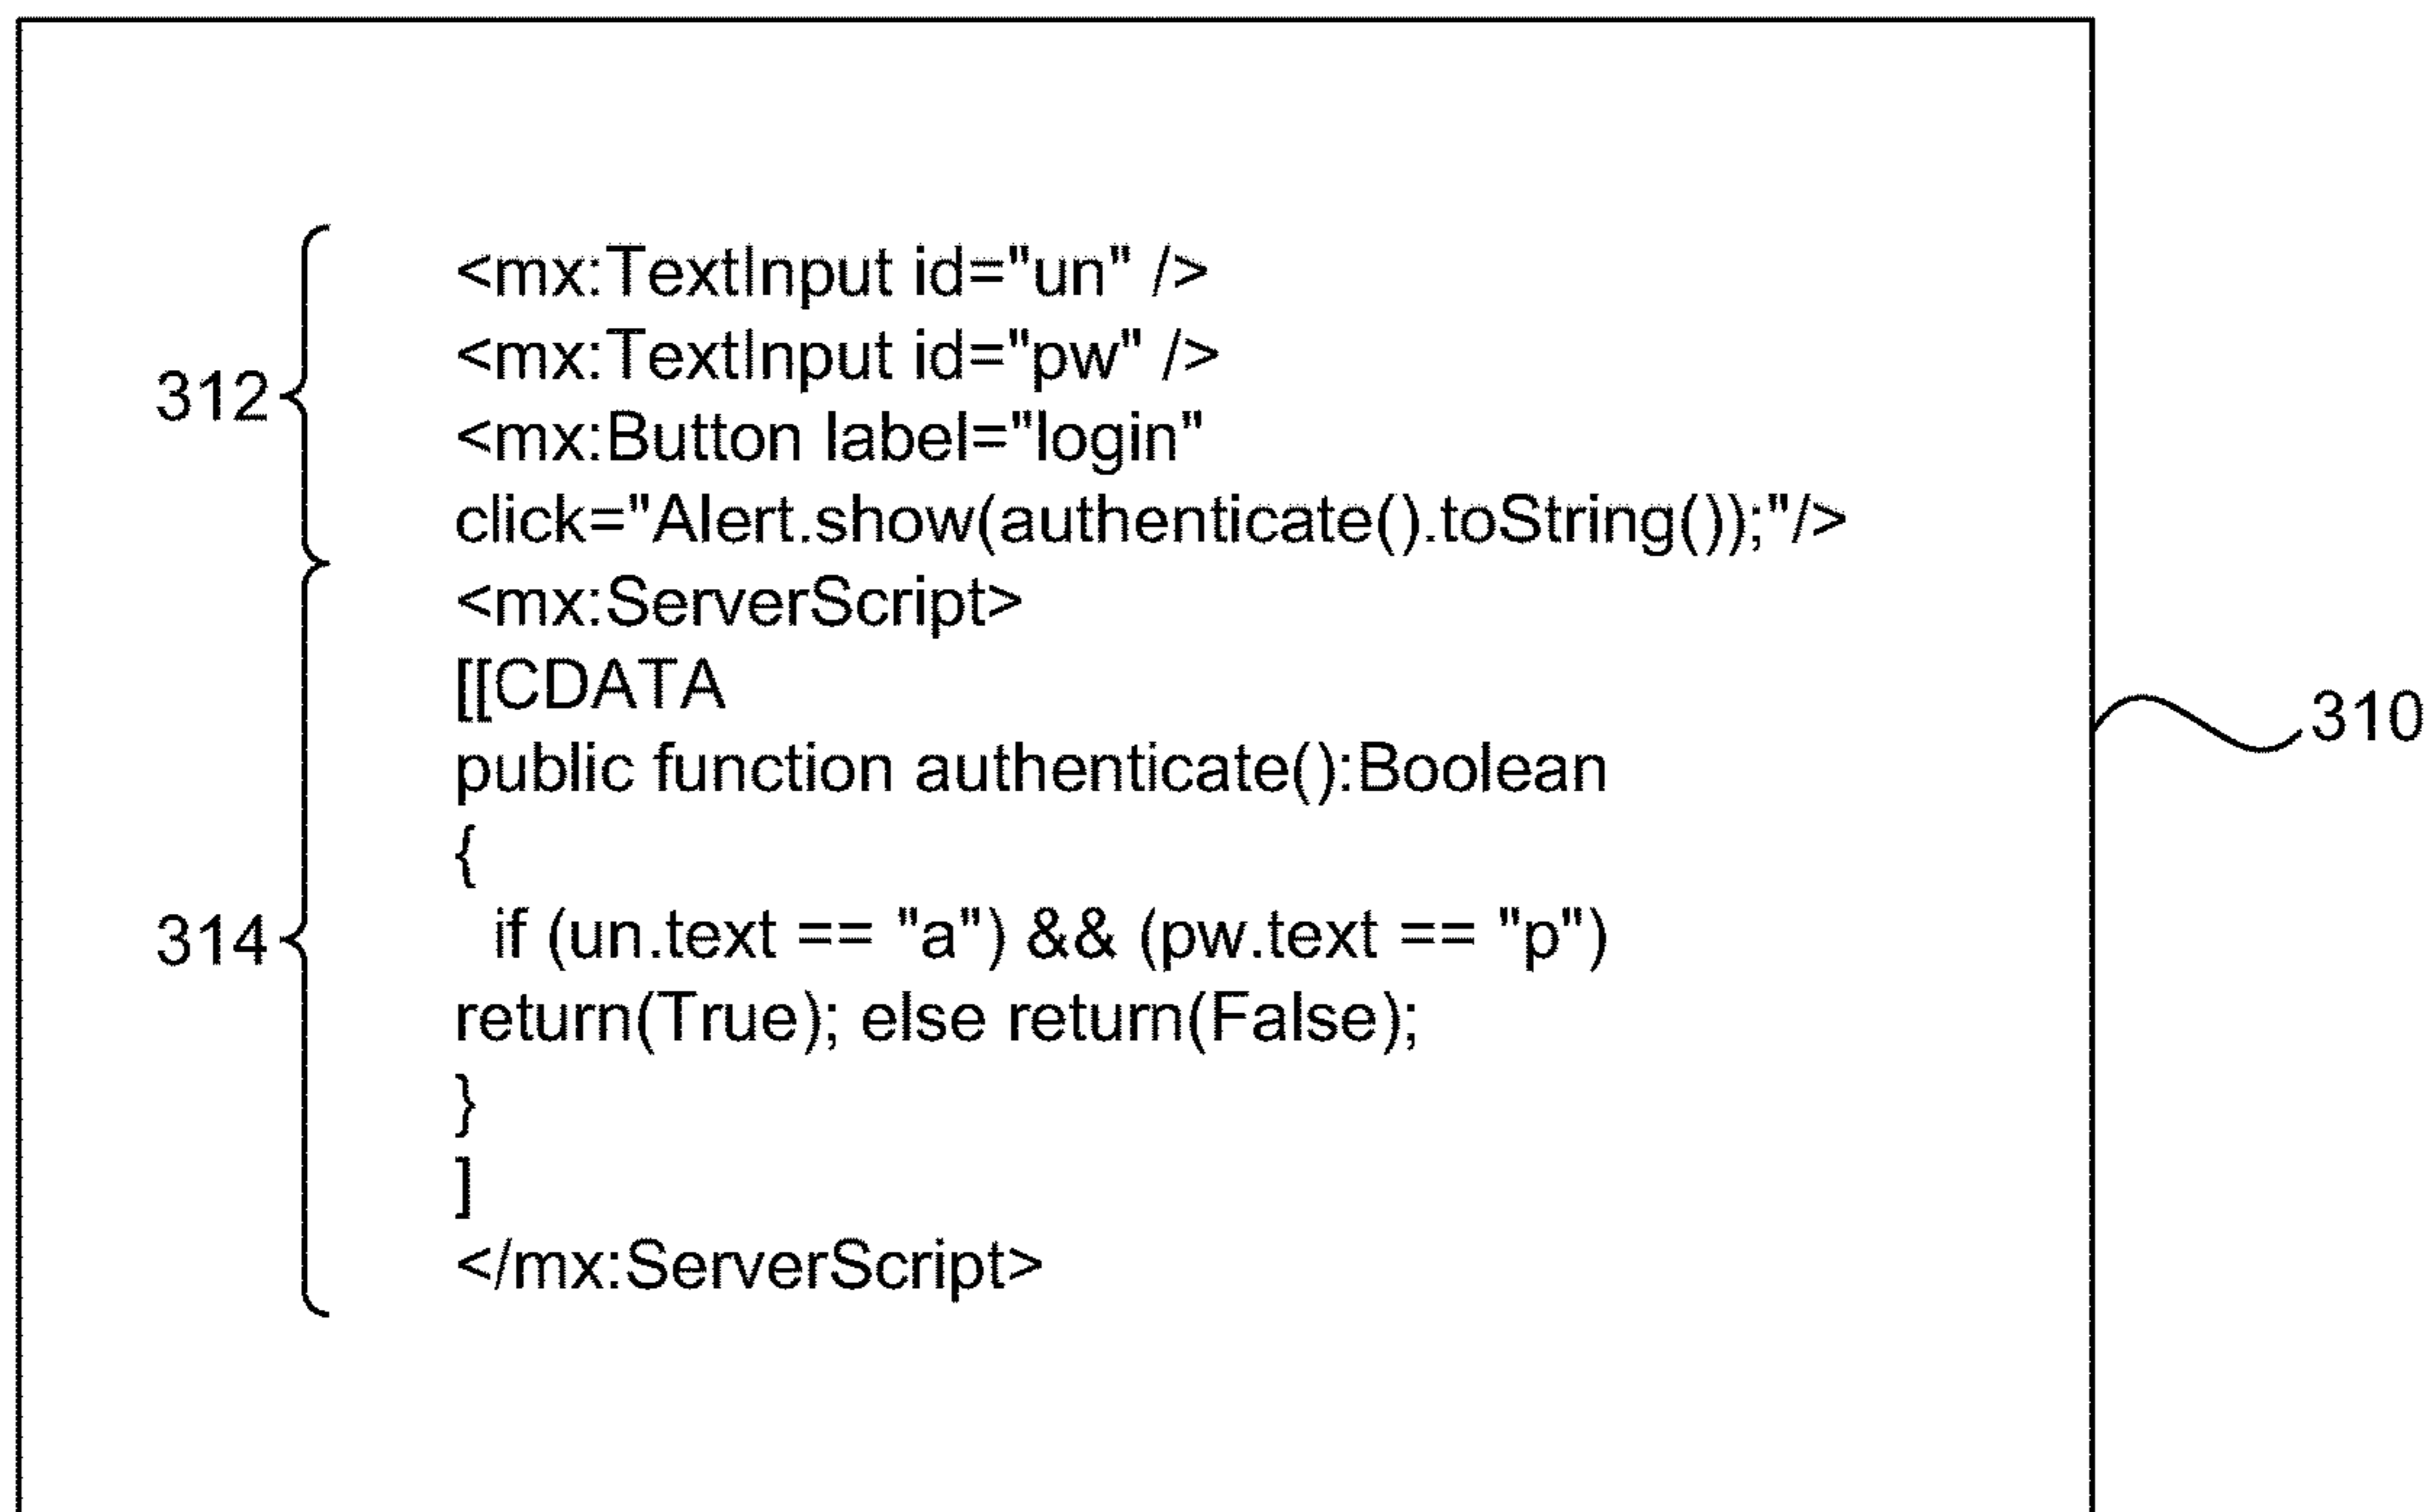 <mx:TextInput id="un" />
<mx:TextInput id="pw" />
312
<mx:Button label="login"
click="Alert.show(authenticate().toString());"/>
<mx:ServerScript>
[[CDATA
310
public function authenticate():Boolean
{
314
if (un.text == "a") && (pw.text == "p")
return(True); else return(False);
}
]
</mx:ServerScript>